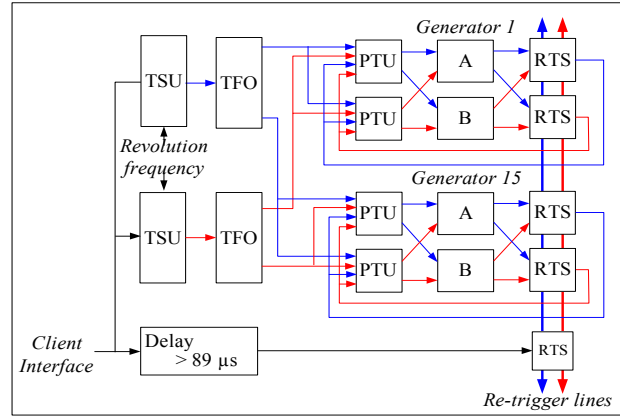 Generator 1
TSU
TFO
PTU
A
RTS
PTU
B
RTS
Revolution
frequency
Generator 15
TSU
TFO
PTU
A
RTS
PTU
B
RTS
Client
Interface
Delay
> 89 µs
RTS
Re-trigger lines